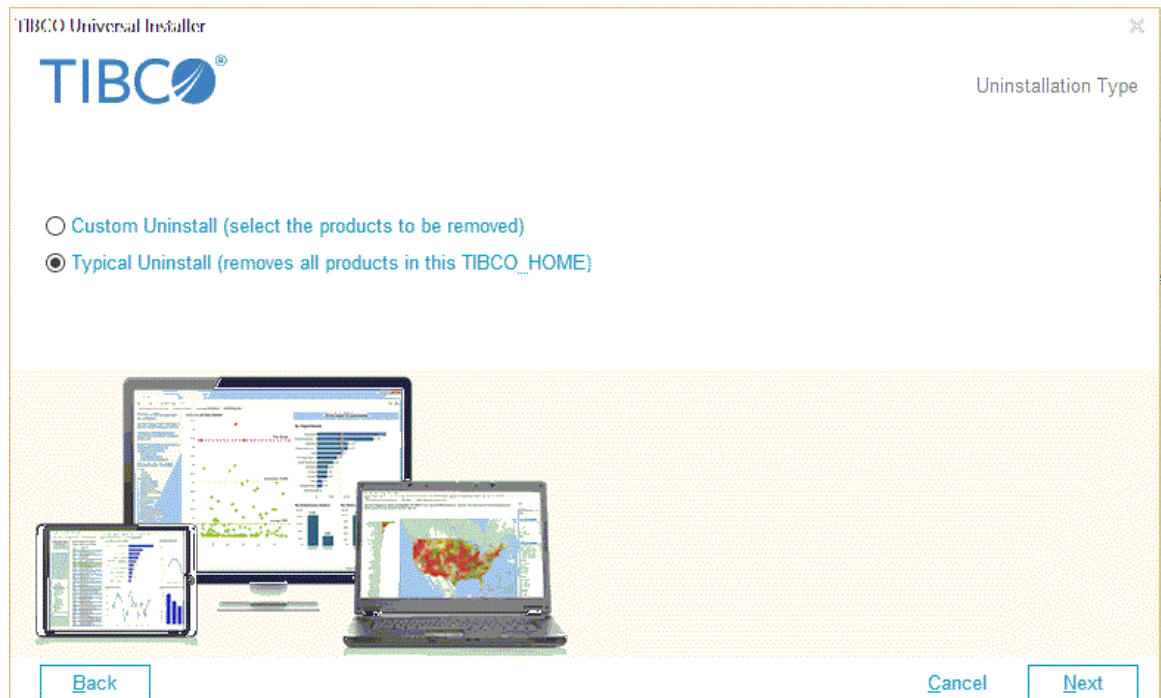 TIBCO Universal Installer
TIBCO®
Uninstallation Type
Custom Uninstall (select the products to be removed)
Typical Uninstall (removes all products in this TIBCO_HOME)
Back
Cancel
Next